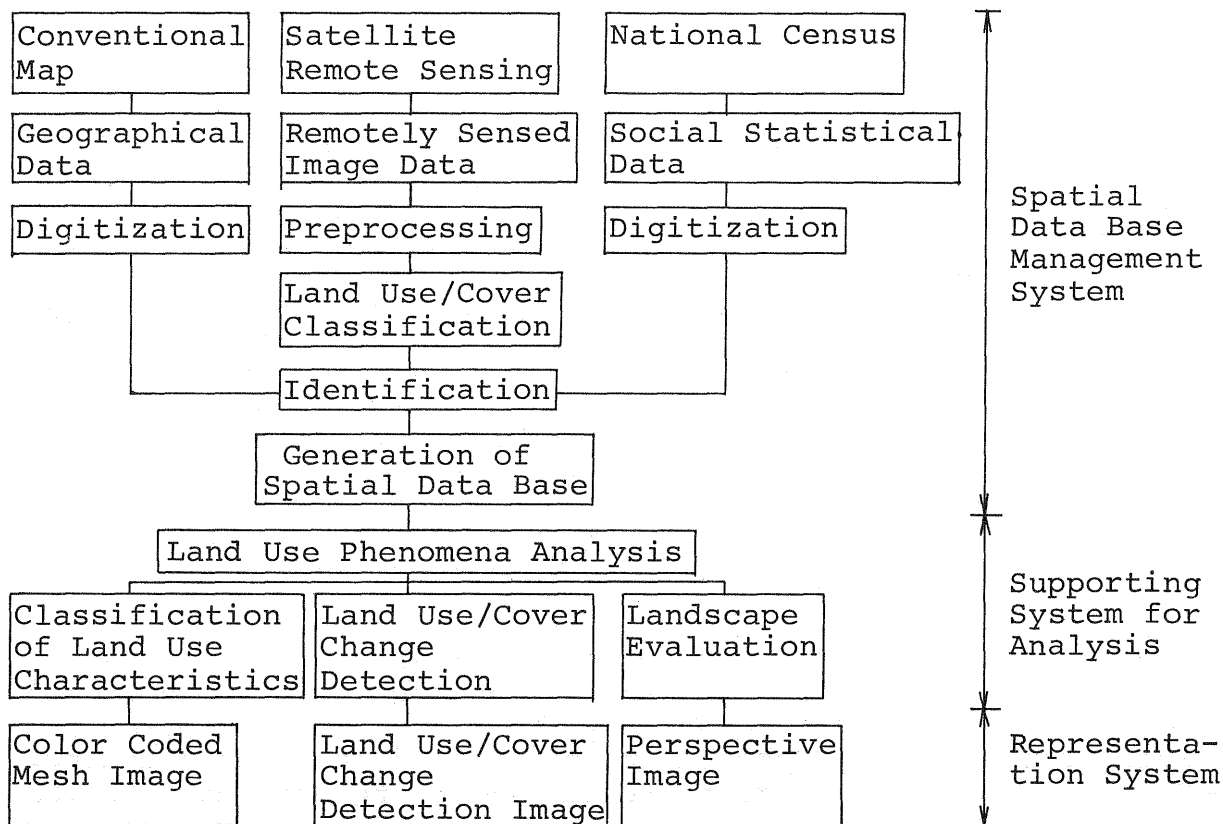 Conventional
Map
Satellite
Remote Sensing
National Census
Geographical
Data
Remotely Sensed
Image Data
Social Statistical
Data
Digitization
Preprocessing
Digitization
Land Use/Cover
Classification
Identification
Generation of
Spatial Data Base
Spatial
Data Base
Management
System
Land Use Phenomena Analysis
Classification
of Land Use
Characteristics
Land Use/Cover
Change
Detection
Landscape
Evaluation
Supporting
System for
Analysis
Color Coded
Mesh Image
Land Use/Cover
Change
Detection Image
Perspective
Image
Representa-
tion System